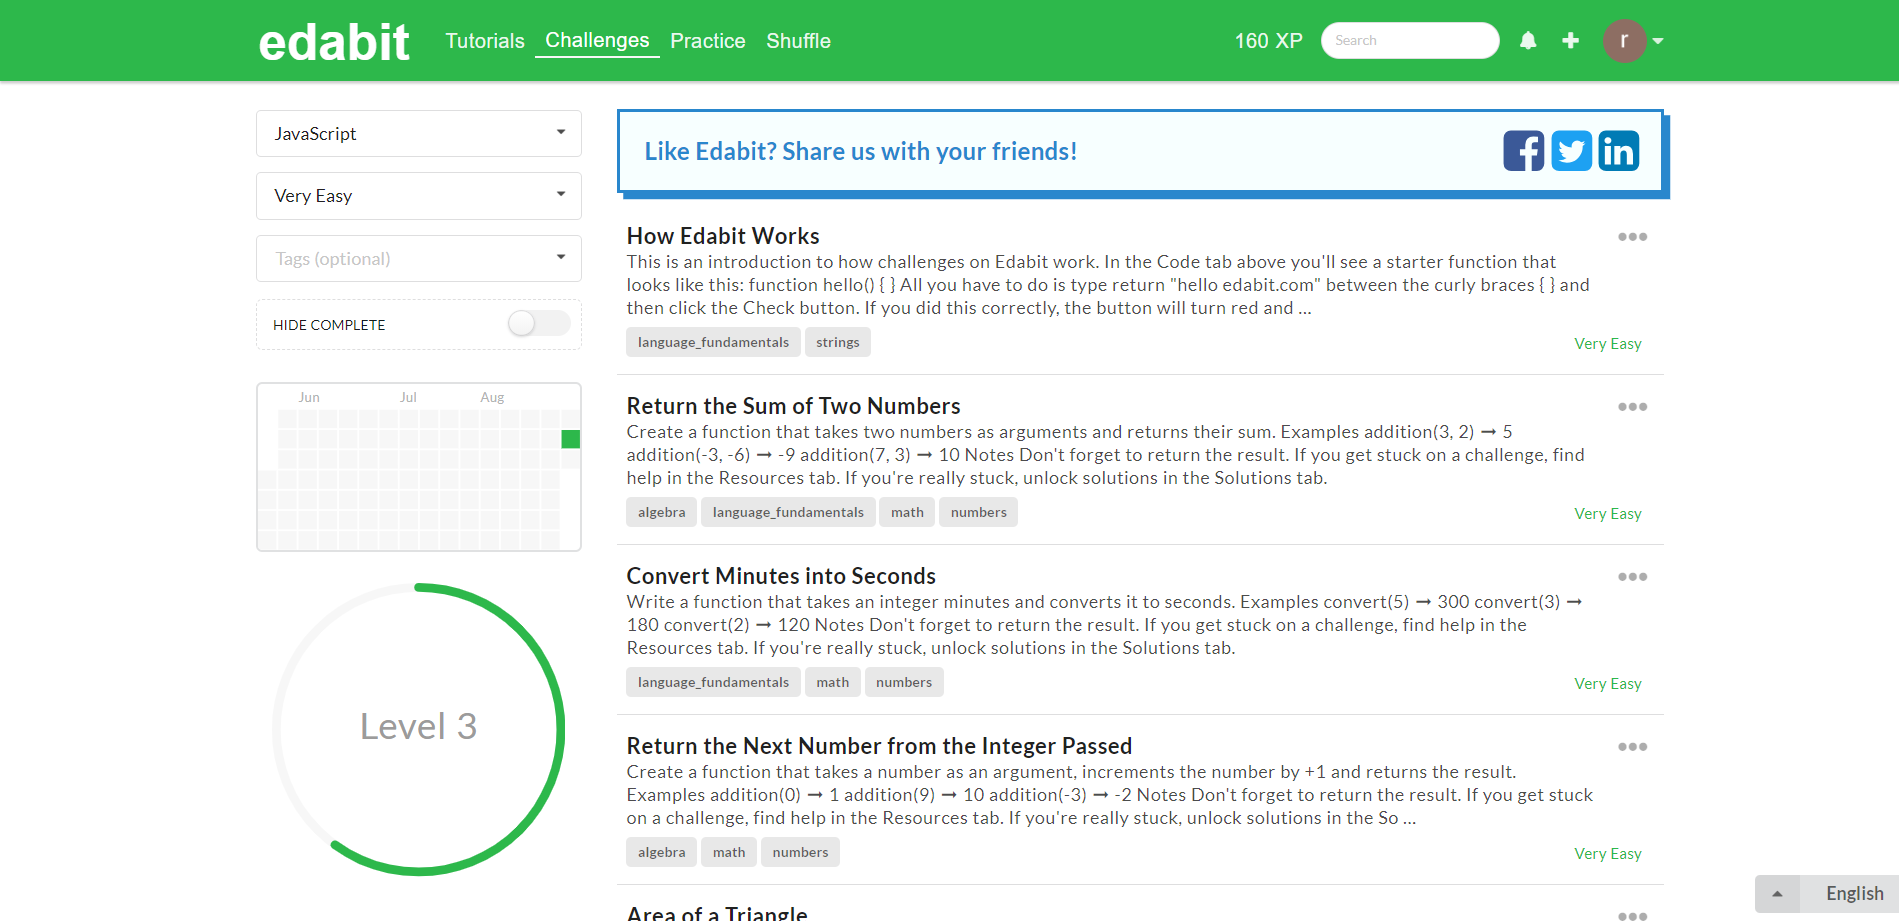 edabit
Tutorials Challenges Practice Shuffle
160 XP
Search
r
JavaScript
Very Easy
Tags (optional)
HIDE COMPLETE
Jun Jul Aug
Level 3
Like Edabit? Share us with your friends!
How Edabit Works
This is an introduction to how challenges on Edabit work. In the Code tab above you'll see a starter function that
looks like this: function hello() { } All you have to do is type return "hello edabit.com" between the curly braces { } and
then click the Check button. If you did this correctly, the button will turn red and ...
language_fundamentals strings
Very Easy
Return the Sum of Two Numbers
Create a function that takes two numbers as arguments and returns their sum. Examples addition(3, 2) ➞ 5
addition(-3, -6) ➞ -9 addition(7, 3) ➞ 10 Notes Don't forget to return the result. If you get stuck on a challenge, find
help in the Resources tab. If you're really stuck, unlock solutions in the Solutions tab.
algebra language_fundamentals math numbers
Very Easy
Convert Minutes into Seconds
Write a function that takes an integer minutes and converts it to seconds. Examples convert(5) ➞ 300 convert(3) ➞
180 convert(2) ➞ 120 Notes Don't forget to return the result. If you get stuck on a challenge, find help in the
Resources tab. If you're really stuck, unlock solutions in the Solutions tab.
language_fundamentals math numbers
Very Easy
Return the Next Number from the Integer Passed
Create a function that takes a number as an argument, increments the number by +1 and returns the result.
Examples addition(0) ➞ 1 addition(9) ➞ 10 addition(-3) ➞ -2 Notes Don't forget to return the result. If you get stuck
on a challenge, find help in the Resources tab. If you're really stuck, unlock solutions in the So ...
algebra math numbers
Very Easy
Area of a Triangle
English